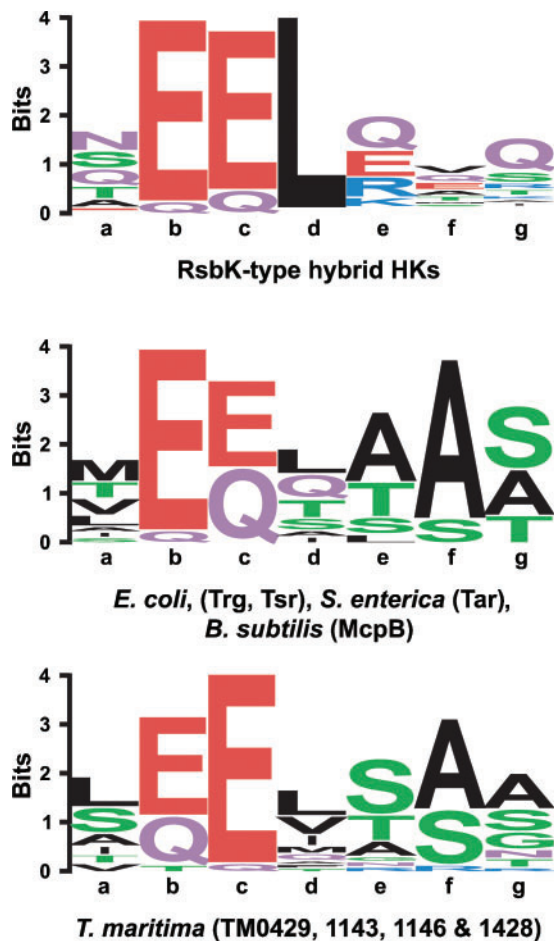 4
3
2
1
0
Bits
N S Q T A
E Q
E Q
L
Q E R K
V Q E A T
Q S R T
a b c d e f g
RsbK-type hybrid HKs
4
3
2
1
0
Bits
M T V L A
E Q
E Q
L Q T S A
A T S L
A S
S A T
a b c d e f g
E. coli, (Trg, Tsr), S. enterica (Tar),
B. subtilis (McpB)
4
3
2
1
0
Bits
L S A I T V
E Q T
E Q
L V I M Q A
S T A
A S R
A S G N T R
a b c d e f g
T. maritima (TM0429, 1143, 1146 & 1428)